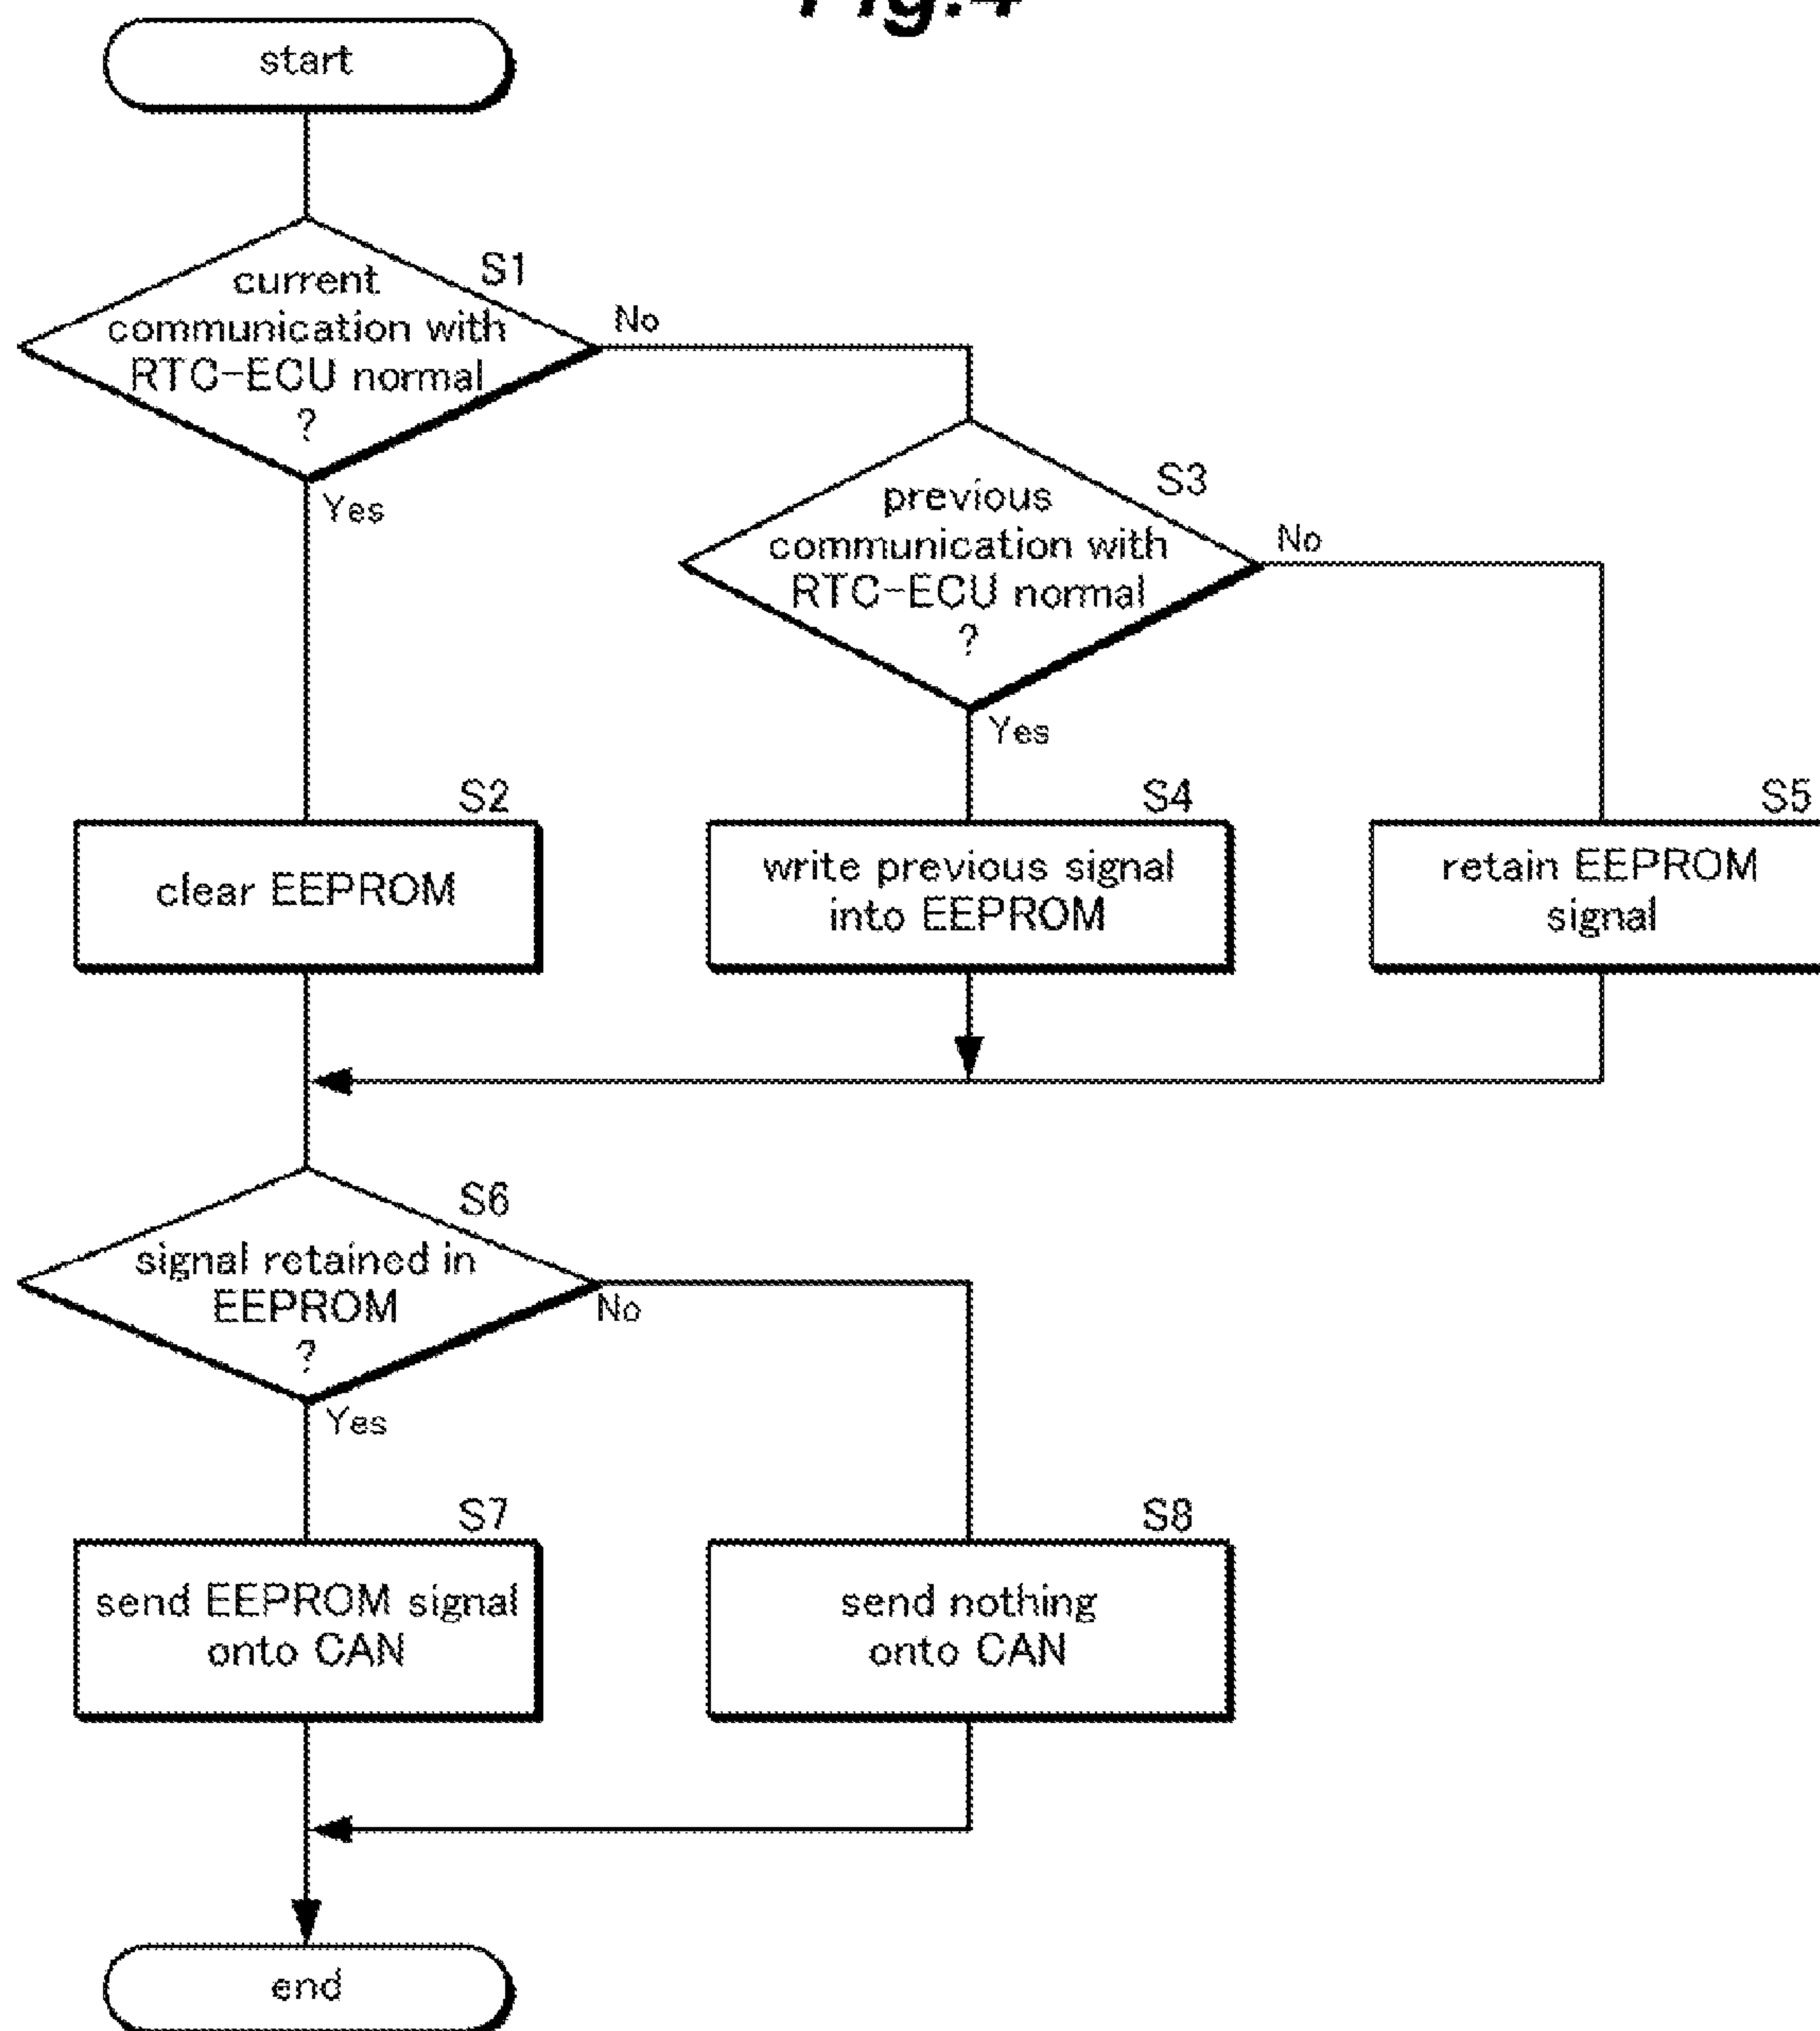 Fig.4
start
S1
current
communication with
RTC-ECU normal
?
No
Yes
S3
previous
communication with
RTC-ECU normal
?
No
Yes
S2
clear EEPROM
S4
write previous signal
into EEPROM
S5
retain EEPROM
signal
S6
signal retained in
EEPROM
?
No
Yes
S7
send EEPROM signal
onto CAN
S8
send nothing
onto CAN
end